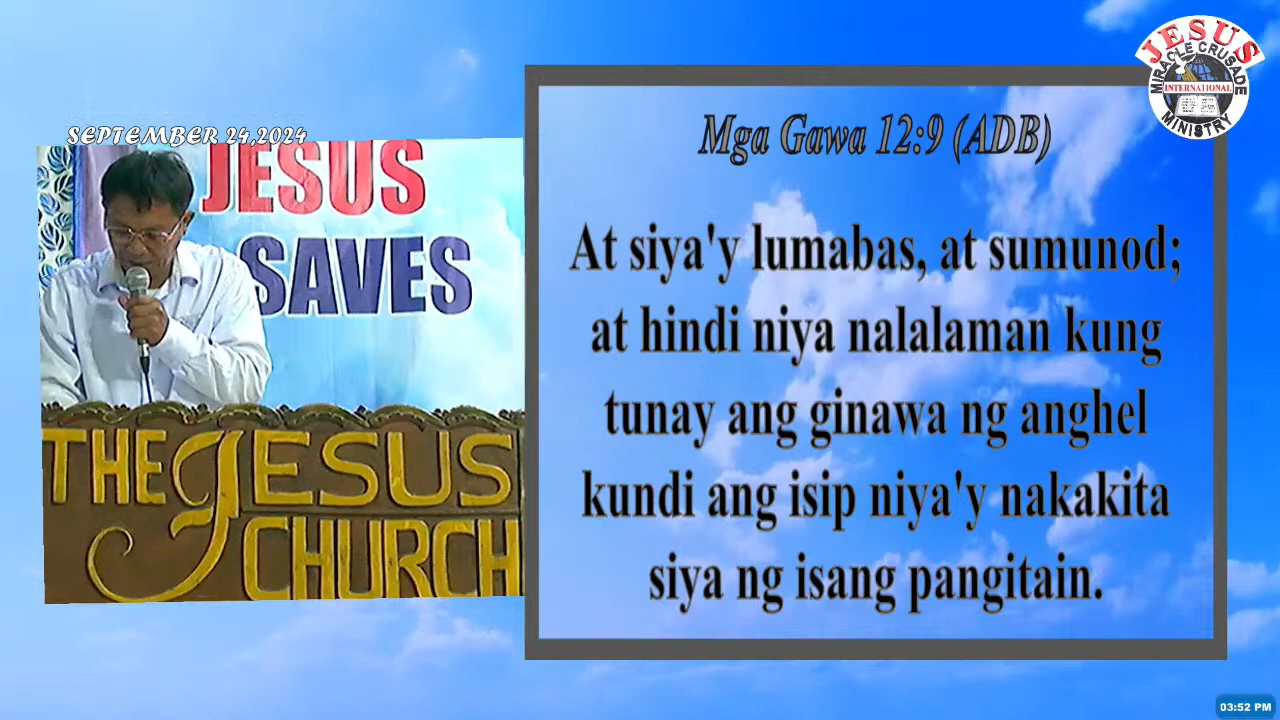 SEPTEMBER 24,2024
JESUS
SAVES
THE JESUS
CHURCH
Mga Gawa 12:9 (ADB)
At siya'y lumabas, at sumunod;
at hindi niya nalalaman kung
tunay ang ginawa ng anghel
kundi ang isip niya'y nakakita
siya ng isang pangitain.
JESUS
MIRACLE CRUSADE
INTERNATIONAL
MINISTRY
03:52 PM